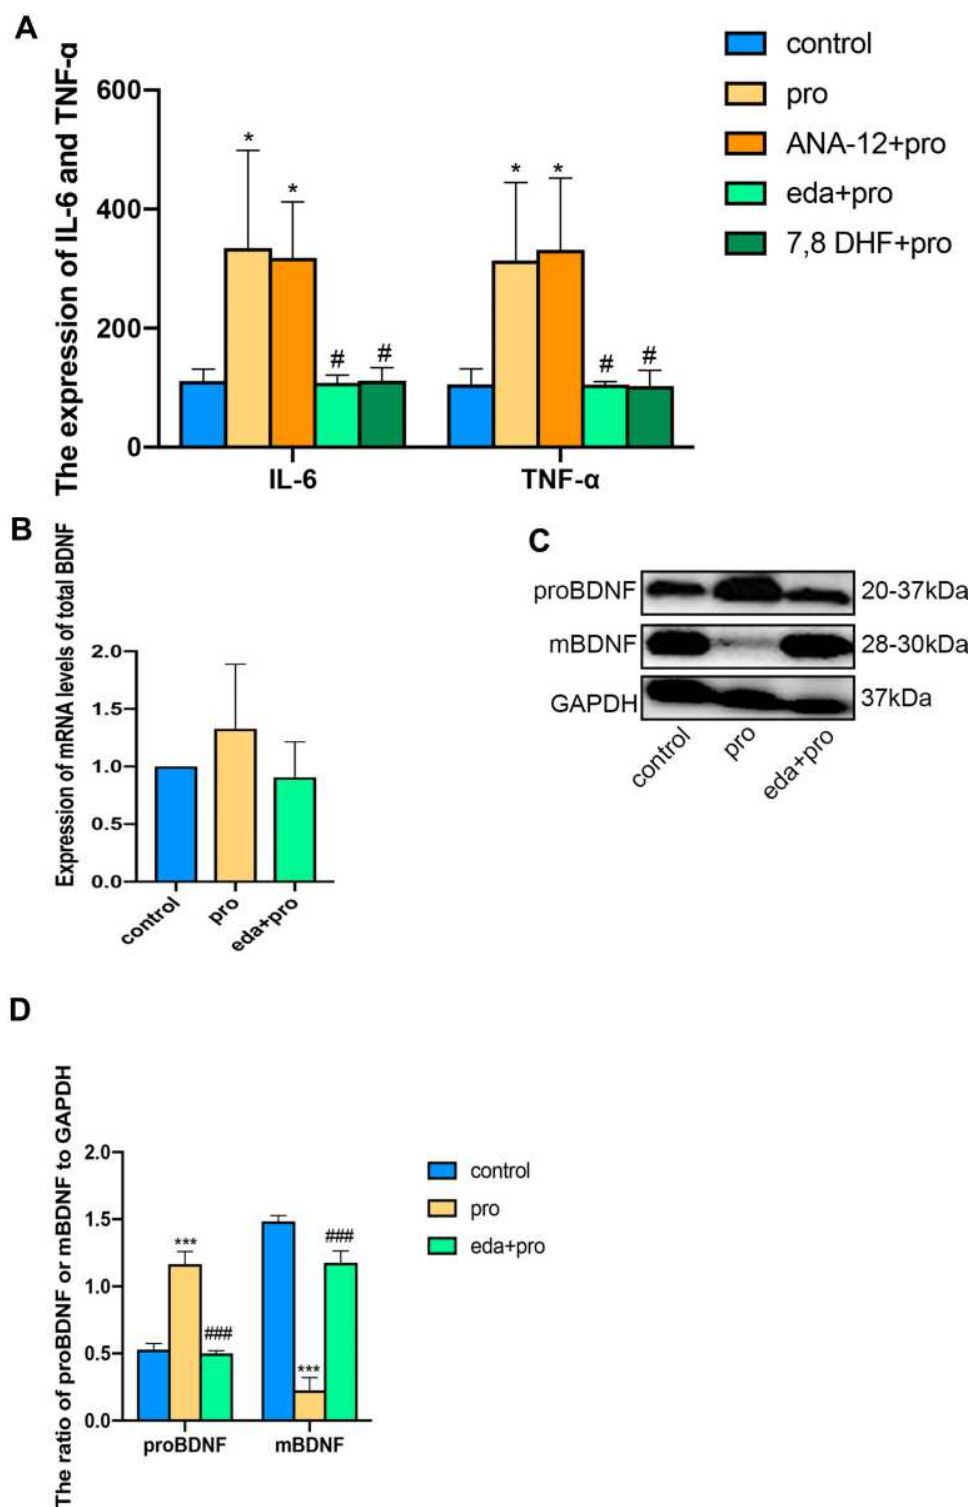 A
The expression of IL-6 and TNF-α
600
400
200
0
* * # #
* * # #
IL-6 TNF-α
control
pro
ANA-12+pro
eda+pro
7,8 DHF+pro
B
Expression of mRNA levels of total BDNF
2.0
1.5
1.0
0.5
0.0
control pro eda+pro
C
proBDNF 20-37kDa
mBDNF 28-30kDa
GAPDH 37kDa
control pro eda+pro
D
The ratio of proBDNF or mBDNF to GAPDH
2.0
1.5
1.0
0.5
0.0
*** ###
*** ###
proBDNF mBDNF
control
pro
eda+pro